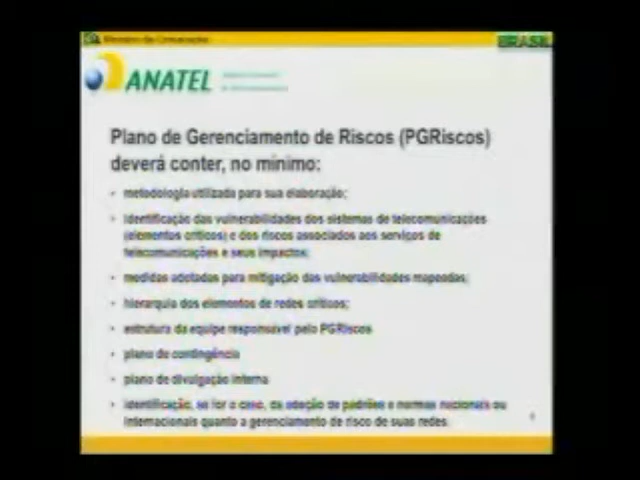 Ministério das Comunicações
BRASIL
ANATEL
Plano de Gerenciamento de Riscos (PGRiscos)
deverá conter, no mínimo:
• metodologia utilizada para sua elaboração;
• identificação das vulnerabilidades dos sistemas de telecomunicações
(elementos críticos) e dos riscos associados aos serviços de
telecomunicações e seus impactos;
• medidas adotadas para mitigação das vulnerabilidades mapeadas;
• hierarquia dos elementos de redes críticos;
• estrutura da equipe responsável pelo PGRiscos
• plano de contingência
• plano de divulgação interna
• identificação, se for o caso, da adoção de padrões e normas nacionais ou
internacionais quanto a gerenciamento de risco de suas redes.